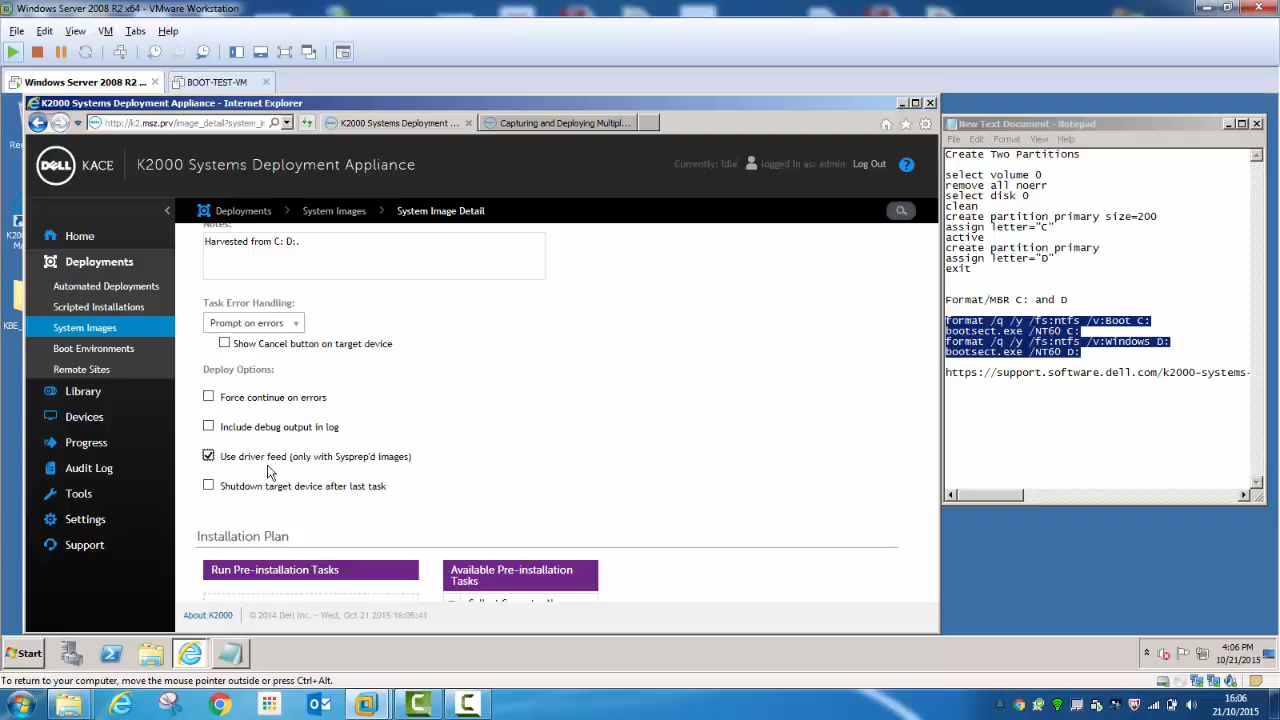 Windows Server 2008 R2 x64 - VMware Workstation
File Edit View VM Tabs Help
Windows Server 2008 R2 ... BOOT-TEST-VM
K2000 Systems Deployment Appliance - Internet Explorer
http://k2.msz.prv/image_detail?system_i K2000 Systems Deployment ... Capturing and Deploying Multipl...
DELL KACE K2000 Systems Deployment Appliance
Currently: Idle logged in as: admin Log Out ?
Deployments System Images System Image Detail
Home
Deployments
Automated Deployments
Scripted Installations
System Images
Boot Environments
Remote Sites
Library
Devices
Progress
Audit Log
Tools
Settings
Support
Notes:
Harvested from C: D:.
Task Error Handling:
Prompt on errors
Show Cancel button on target device
Deploy Options:
Force continue on errors
Include debug output in log
Use driver feed (only with Sysprep'd images)
Shutdown target device after last task
Installation Plan
Run Pre-installation Tasks
Available Pre-installation
Tasks
About K2000 © 2014 Dell Inc. - Wed, Oct 21 2015 16:05:41
New Text Document - Notepad
File Edit Format View Help
Create Two Partitions
select volume 0
remove all noerr
select disk 0
clean
create partition primary size=200
assign letter="C"
active
create partition primary
assign letter="D"
exit
Format/MBR C: and D
format /q /y /fs:ntfs /v:Boot C:
bootsect.exe /NT60 C:
format /q /y /fs:ntfs /v:Windows D:
bootsect.exe /NT60 D:
https://support.software.dell.com/k2000-systems-
Start
4:06 PM
10/21/2015
To return to your computer, move the mouse pointer outside or press Ctrl+Alt.
16:06
21/10/2015